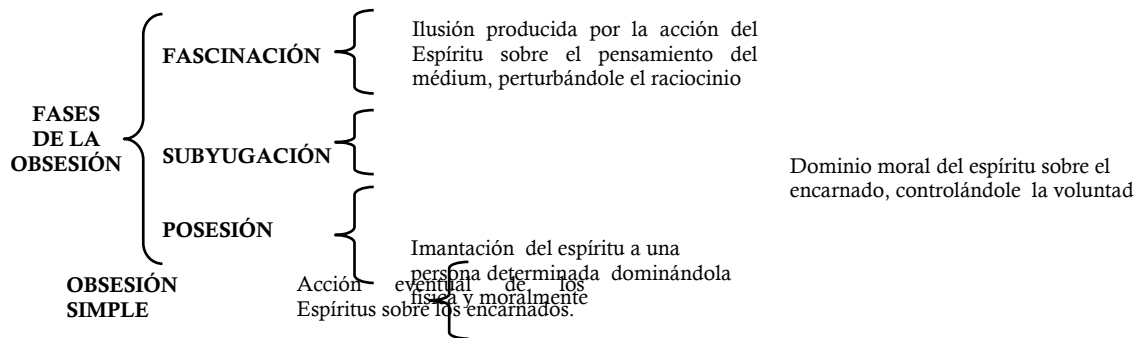 FASES
DE LA
OBSESIÓN
FASCINACIÓN
Ilusión producida por la acción del
Espíritu sobre el pensamiento del
médium, perturbándole el raciocinio
SUBYUGACIÓN
Dominio moral del espíritu sobre el
encarnado, controlándole la voluntad
POSESIÓN
Imantación del espíritu a una
persona determinada dominándola
física y moralmente
OBSESIÓN
SIMPLE
Acción eventual de los
Espíritus sobre los encarnados.